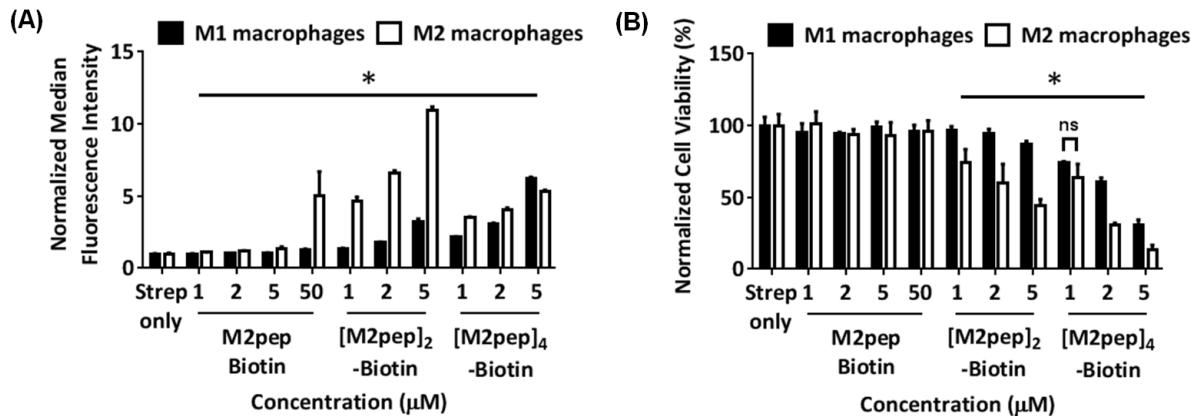 (A)
M1 macrophages M2 macrophages
Normalized Median
Fluorescence Intensity
15
10
5
0
*
Strep only 1 2 5 50 1 2 5 1 2 5
M2pep Biotin
[M2pep]2 -Biotin
[M2pep]4 -Biotin
Concentration (μM)
(B)
M1 macrophages M2 macrophages
Normalized Cell Viability (%)
150
100
50
0
*
ns
Strep only 1 2 5 50 1 2 5 1 2 5
M2pep Biotin
[M2pep]2 -Biotin
[M2pep]4 -Biotin
Concentration (μM)